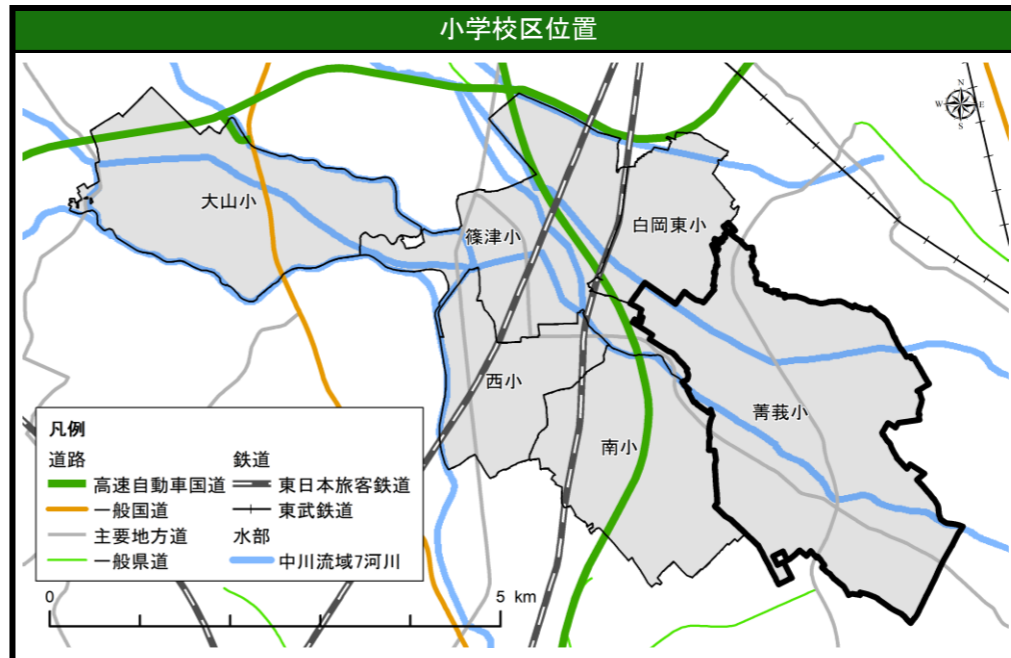 小学校区位置
N
W E
S
大山小
篠津小
白岡東小
西小
南小
菁莪小
凡例
道路
高速自動車国道
一般国道
主要地方道
一般県道
鉄道
東日本旅客鉄道
東武鉄道
水部
中川流域7河川
0 5 km